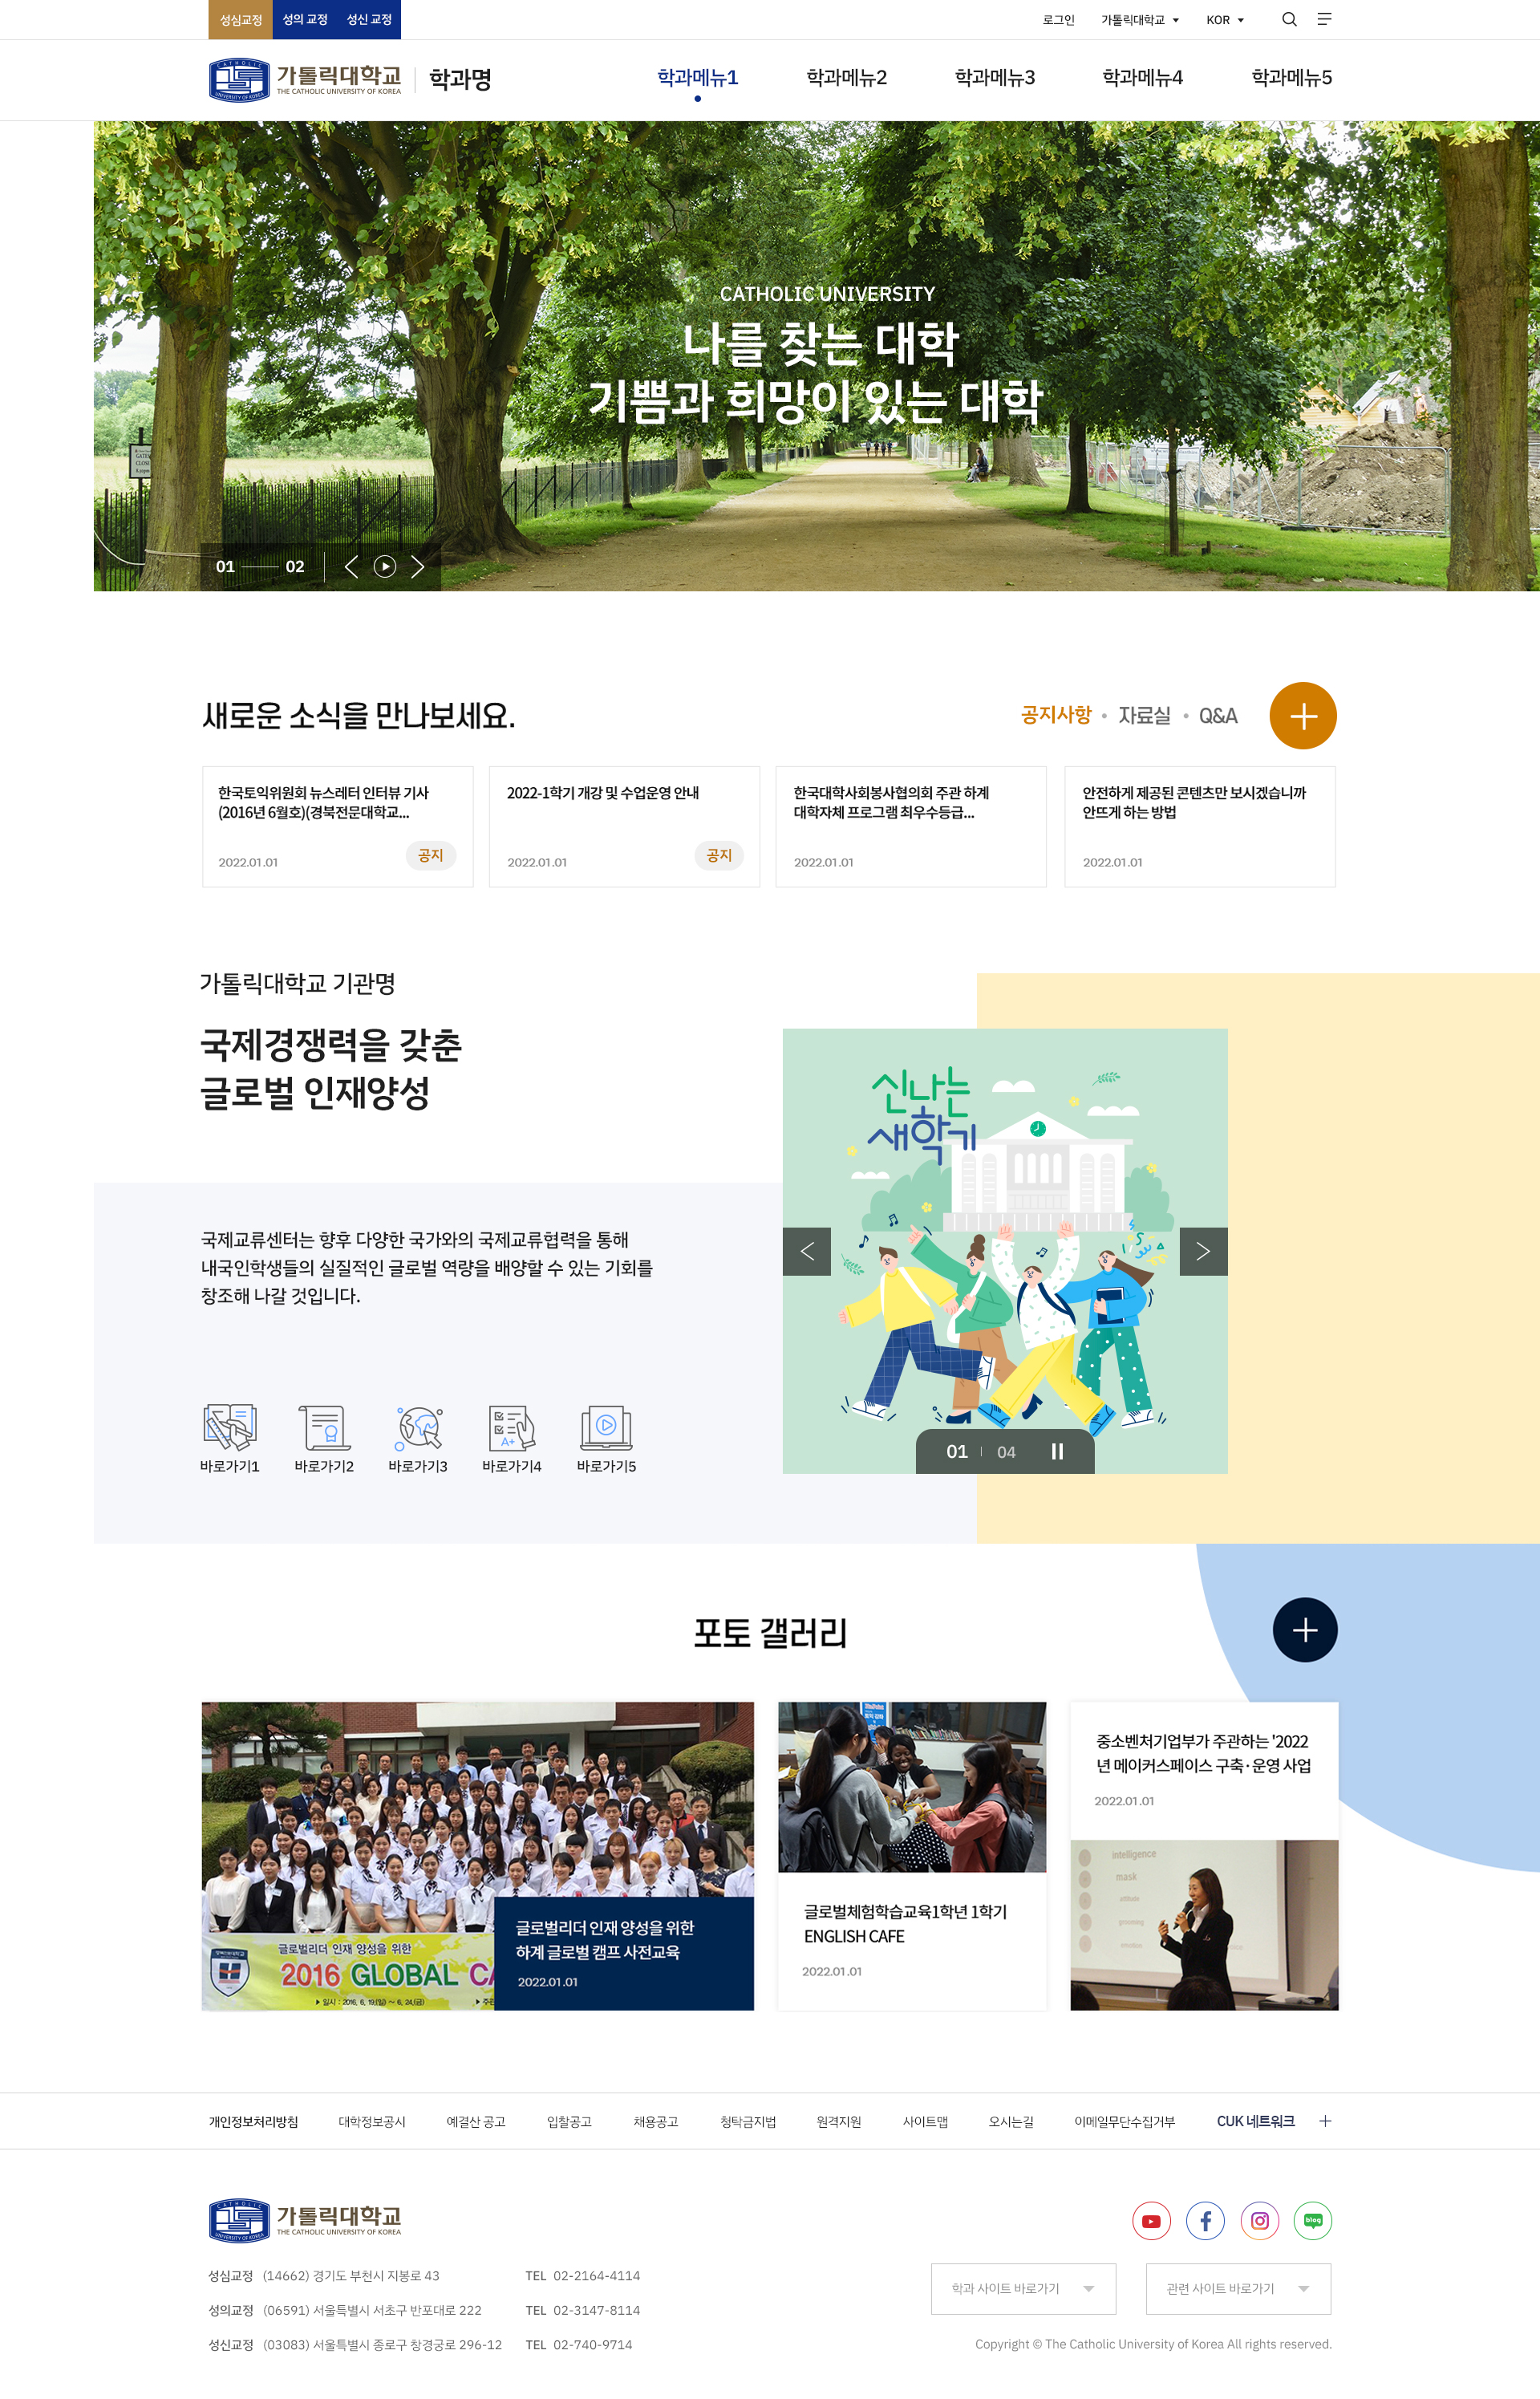 성심교정 성의 교정 성신 교정 로그인 가톨릭대학교 KOR
CATHOLIC
UNIVERSITY OF KOREA
가톨릭대학교
THE CATHOLIC UNIVERSITY OF KOREA
학과명
학과메뉴1 학과메뉴2 학과메뉴3 학과메뉴4 학과메뉴5
CATHOLIC UNIVERSITY
나를 찾는 대학
기쁨과 희망이 있는 대학
01 02
새로운 소식을 만나보세요.
공지사항 • 자료실 • Q&A
한국토익위원회 뉴스레터 인터뷰 기사
(2016년 6월호)(경북전문대학교...
2022.01.01 공지
2022-1학기 개강 및 수업운영 안내
2022.01.01 공지
한국대학사회봉사협의회 주관 하계
대학자체 프로그램 최우수등급...
2022.01.01
안전하게 제공된 콘텐츠만 보시겠습니까
안뜨게 하는 방법
2022.01.01
가톨릭대학교 기관명
국제경쟁력을 갖춘
글로벌 인재양성
국제교류센터는 향후 다양한 국가와의 국제교류협력을 통해
내국인학생들의 실질적인 글로벌 역량을 배양할 수 있는 기회를
창조해 나갈 것입니다.
A+
바로가기1 바로가기2 바로가기3 바로가기4 바로가기5
신나는
새학기
01 04
포토 갤러리
글로벌리더 인재 양성을 위한
2016 GLOBAL CA
▶일시 : 2016. 6. 19.(일) ~ 6. 24.(금)
글로벌리더 인재 양성을 위한
하계 글로벌 캠프 사전교육
2022.01.01
글로벌체험학습교육1학년 1학기
ENGLISH CAFE
2022.01.01
중소벤처기업부가 주관하는 '2022
년 메이커스페이스 구축·운영 사업
2022.01.01
intelligence
mask
개인정보처리방침 대학정보공시 예결산 공고 입찰공고 채용공고 청탁금지법 원격지원 사이트맵 오시는길 이메일무단수집거부 CUK 네트워크
CATHOLIC
UNIVERSITY OF KOREA
가톨릭대학교
THE CATHOLIC UNIVERSITY OF KOREA
blog
성심교정 (14662) 경기도 부천시 지봉로 43 TEL 02-2164-4114
성의교정 (06591) 서울특별시 서초구 반포대로 222 TEL 02-3147-8114
성신교정 (03083) 서울특별시 종로구 창경궁로 296-12 TEL 02-740-9714
학과 사이트 바로가기 관련 사이트 바로가기
Copyright © The Catholic University of Korea All rights reserved.